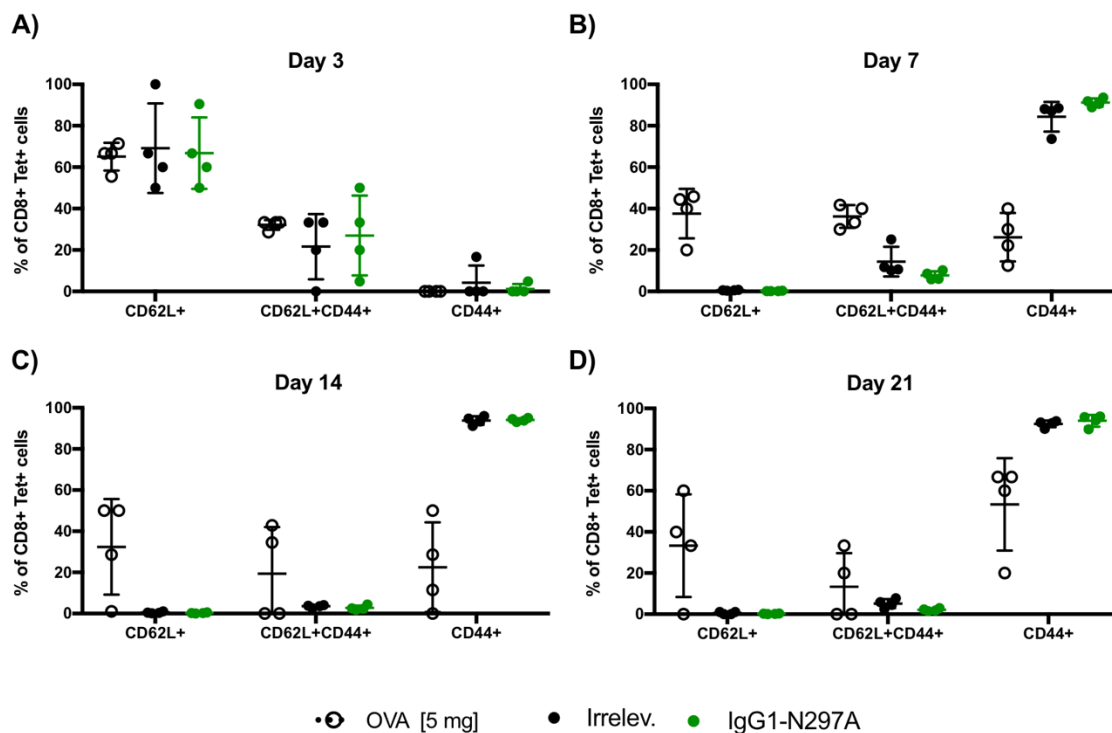 A)
Day 3
% of CD8+ Tet+ cells
100
80
60
40
20
0
CD62L+ CD62L+CD44+ CD44+
B)
Day 7
% of CD8+ Tet+ cells
100
80
60
40
20
0
CD62L+ CD62L+CD44+ CD44+
C)
Day 14
% of CD8+ Tet+ cells
100
80
60
40
20
0
CD62L+ CD62L+CD44+ CD44+
D)
Day 21
% of CD8+ Tet+ cells
100
80
60
40
20
0
CD62L+ CD62L+CD44+ CD44+
OVA [5 mg] Irrelev. IgG1-N297A